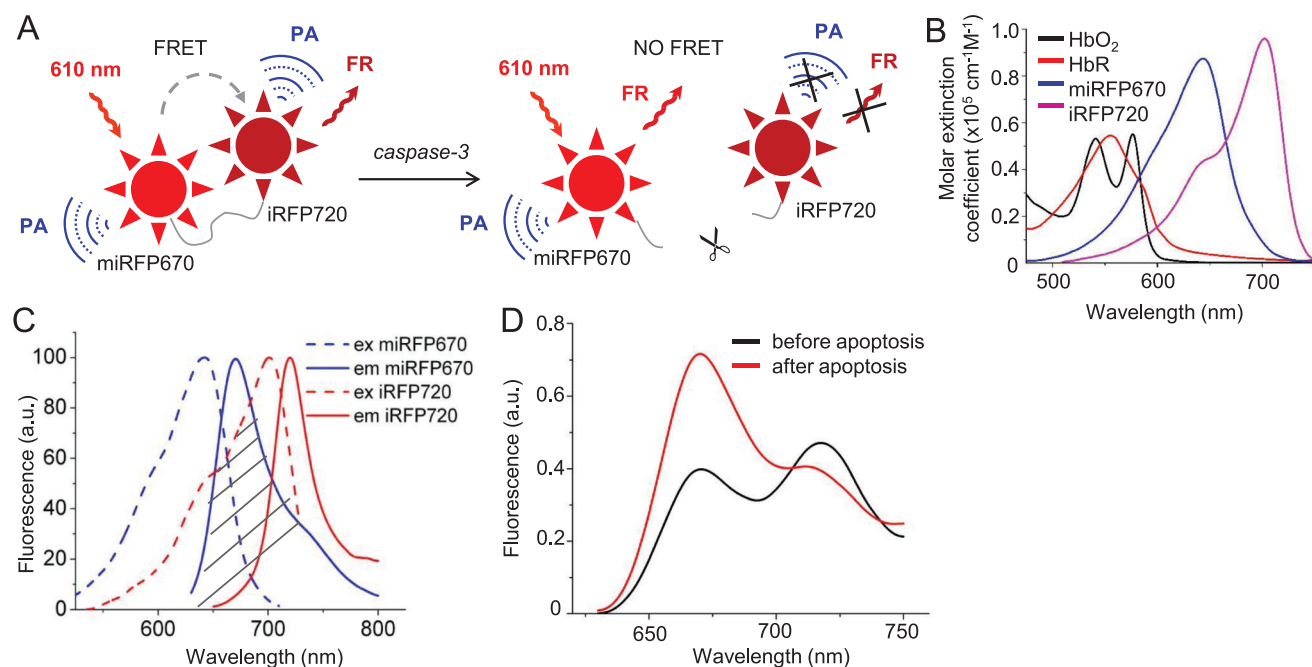 A
FRET
PA
610 nm
FR
miRFP670
PA
iRFP720
caspase-3
NO FRET
610 nm
FR
PA
FR
PA
miRFP670
iRFP720
B
HbO₂
HbR
miRFP670
iRFP720
Molar extinction
coefficient (x10⁵ cm⁻¹M⁻¹)
1.0
0.8
0.6
0.4
0.2
0
500 600 700
Wavelength (nm)
C
ex miRFP670
em miRFP670
ex iRFP720
em iRFP720
Fluorescence (a.u.)
100
80
60
40
20
0
600 700 800
Wavelength (nm)
D
before apoptosis
after apoptosis
Fluorescence (a.u.)
0.8
0.6
0.4
0.2
0
650 700 750
Wavelength (nm)